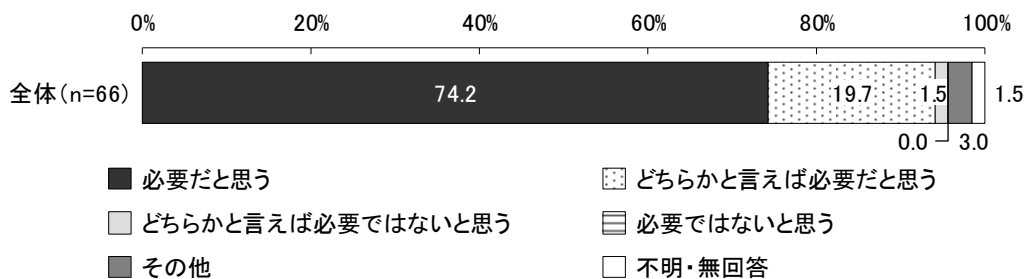 0% 20% 40% 60% 80% 100%
全体(n=66) 74.2 19.7 1.5 1.5
0.0 3.0
必要だと思う どちらかと言えば必要だと思う
どちらかと言えば必要ではないと思う 必要ではないと思う
その他 不明・無回答